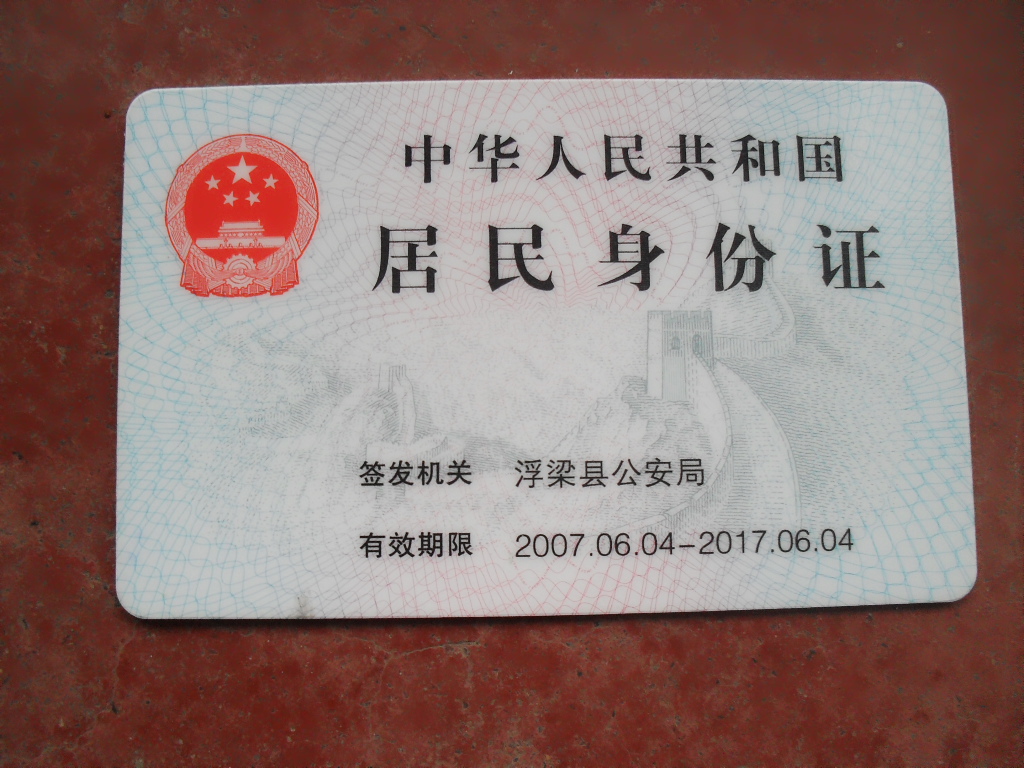 中华人民共和国
居民身份证
签发机关 浮梁县公安局
有效期限 2007.06.04-2017.06.04